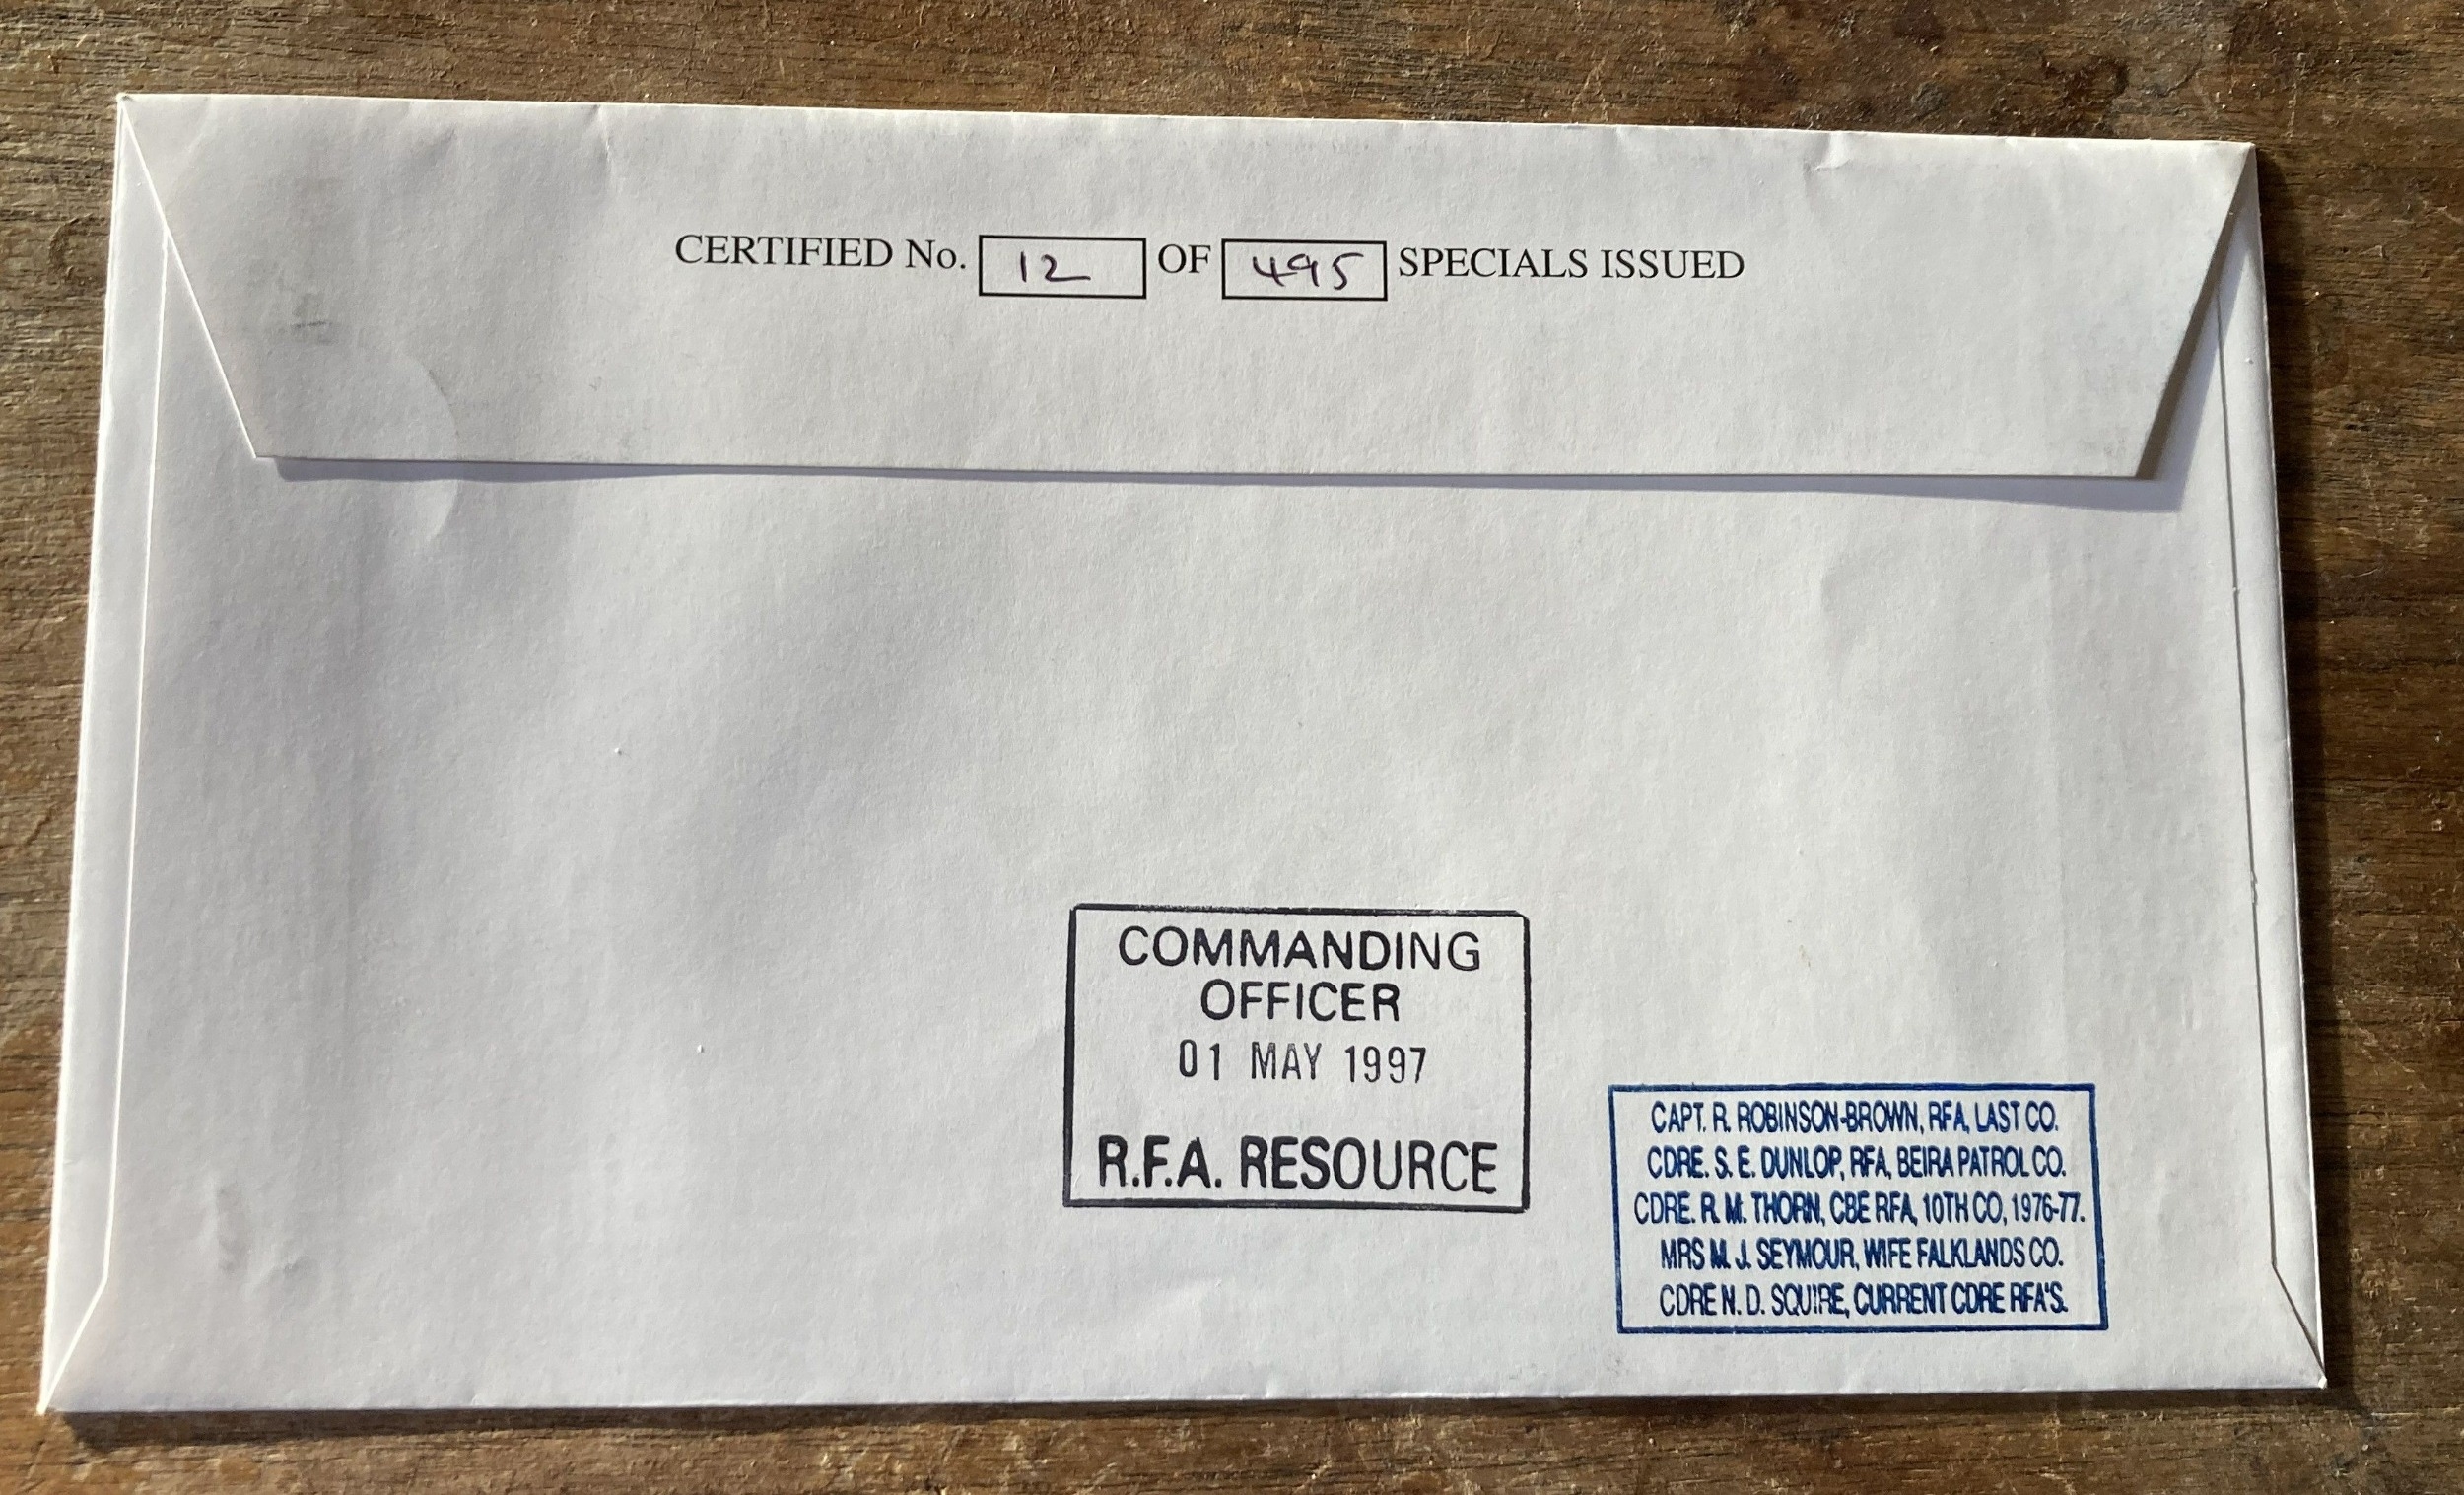 CERTIFIED No. 12 OF 495 SPECIALS ISSUED
COMMANDING
OFFICER
01 MAY 1997
R.F.A. RESOURCE
CAPT. R. ROBINSON-BROWN, RFA, LAST CO.
CDRE. S. E. DUNLOP, RFA, BEIRA PATROL CO.
CDRE. R. M. THORN, CBE RFA, 10TH CO, 1976-77.
MRS M. J. SEYMOUR, WIFE FALKLANDS CO.
CDRE N. D. SQUIRE, CURRENT CDRE RFA'S.